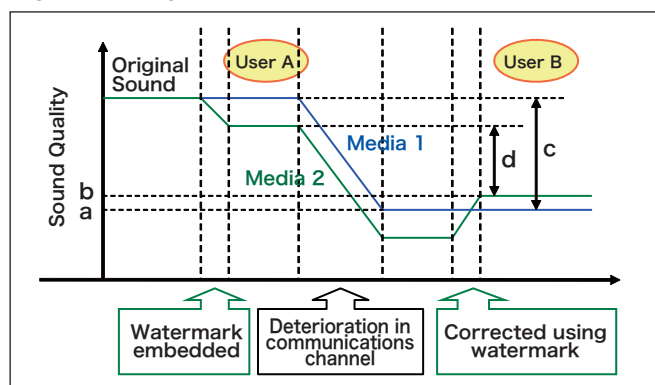 Original
Sound
User A
User B
Sound Quality
Media 1
Media 2
c
d
b
a
Watermark
embedded
Deterioration in
communications
channel
Corrected using
watermark